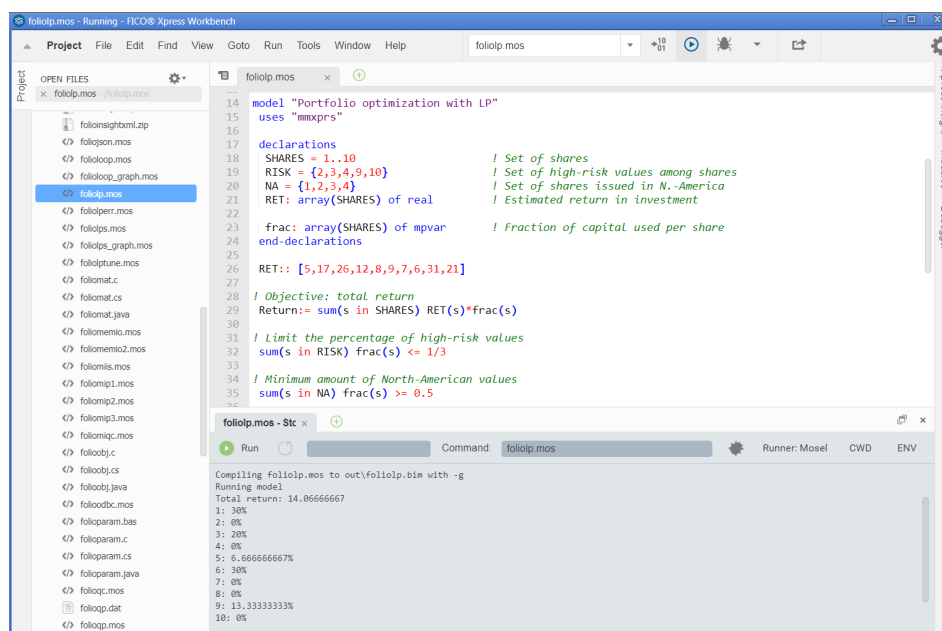 foliolp.mos - Running - FICO® Xpress Workbench
Project File Edit Find View Goto Run Tools Window Help foliolp.mos
Project
OPEN FILES
foliolp.mos - /foliolp.mos
folioinsightxml.zip
foliojson.mos
folioloop.mos
folioloop_graph.mos
foliolp.mos
foliolperr.mos
foliolps.mos
foliolps_graph.mos
foliolptune.mos
foliomat.c
foliomat.cs
foliomat.java
foliomemio.mos
foliomemio2.mos
foliomiis.mos
foliomip1.mos
foliomip2.mos
foliomip3.mos
foliomiqc.mos
folioobj.c
folioobj.cs
folioobj.java
folioodbc.mos
folioparam.bas
folioparam.c
folioparam.cs
folioparam.java
folioqc.mos
folioqp.dat
folioqp.mos
foliolp.mos
14 model "Portfolio optimization with LP"
15 uses "mmxprs"
16
17 declarations
18 SHARES = 1..10 ! Set of shares
19 RISK = {2,3,4,9,10} ! Set of high-risk values among shares
20 NA = {1,2,3,4} ! Set of shares issued in N.-America
21 RET: array(SHARES) of real ! Estimated return in investment
22
23 frac: array(SHARES) of mpvar ! Fraction of capital used per share
24 end-declarations
25
26 RET:: [5,17,26,12,8,9,7,6,31,21]
27
28 ! Objective: total return
29 Return:= sum(s in SHARES) RET(s)*frac(s)
30
31 ! Limit the percentage of high-risk values
32 sum(s in RISK) frac(s) <= 1/3
33
34 ! Minimum amount of North-American values
35 sum(s in NA) frac(s) >= 0.5
foliolp.mos - Stc
Run Command: foliolp.mos Runner: Mosel CWD ENV
Compiling foliolp.mos to out\foliolp.bim with -g
Running model
Total return: 14.06666667
1: 30%
2: 0%
3: 20%
4: 0%
5: 6.666666667%
6: 30%
7: 0%
8: 0%
9: 13.33333333%
10: 0%